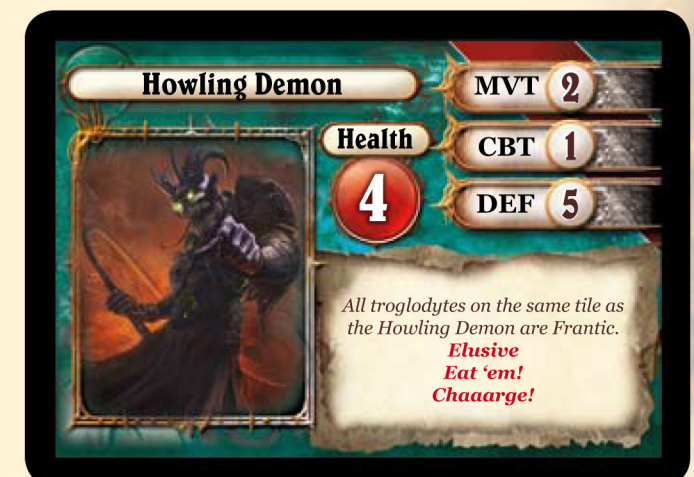 Howling Demon
MVT 2
Health
CBT 1
4
DEF 5
All troglodytes on the same tile as
the Howling Demon are Frantic.
Elusive
Eat ‘em!
Chaaarge!